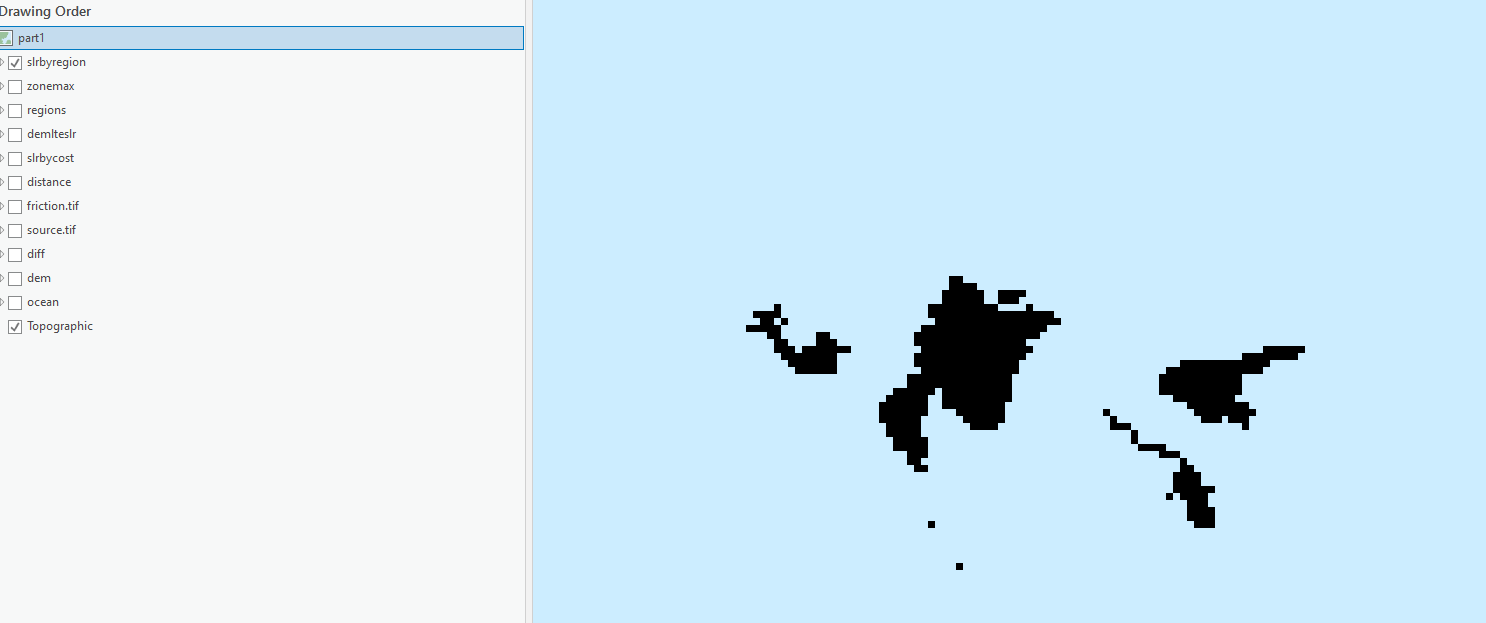 Drawing Order
part1
slrbyregion
zonemax
regions
demlteslr
slrbycost
distance
friction.tif
source.tif
diff
dem
ocean
Topographic